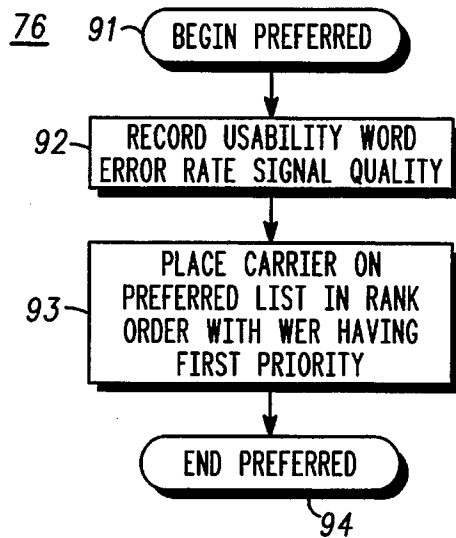 76
91
BEGIN PREFERRED
92
RECORD USABILITY WORD
ERROR RATE SIGNAL QUALITY
93
PLACE CARRIER ON
PREFERRED LIST IN RANK
ORDER WITH WER HAVING
FIRST PRIORITY
END PREFERRED
94